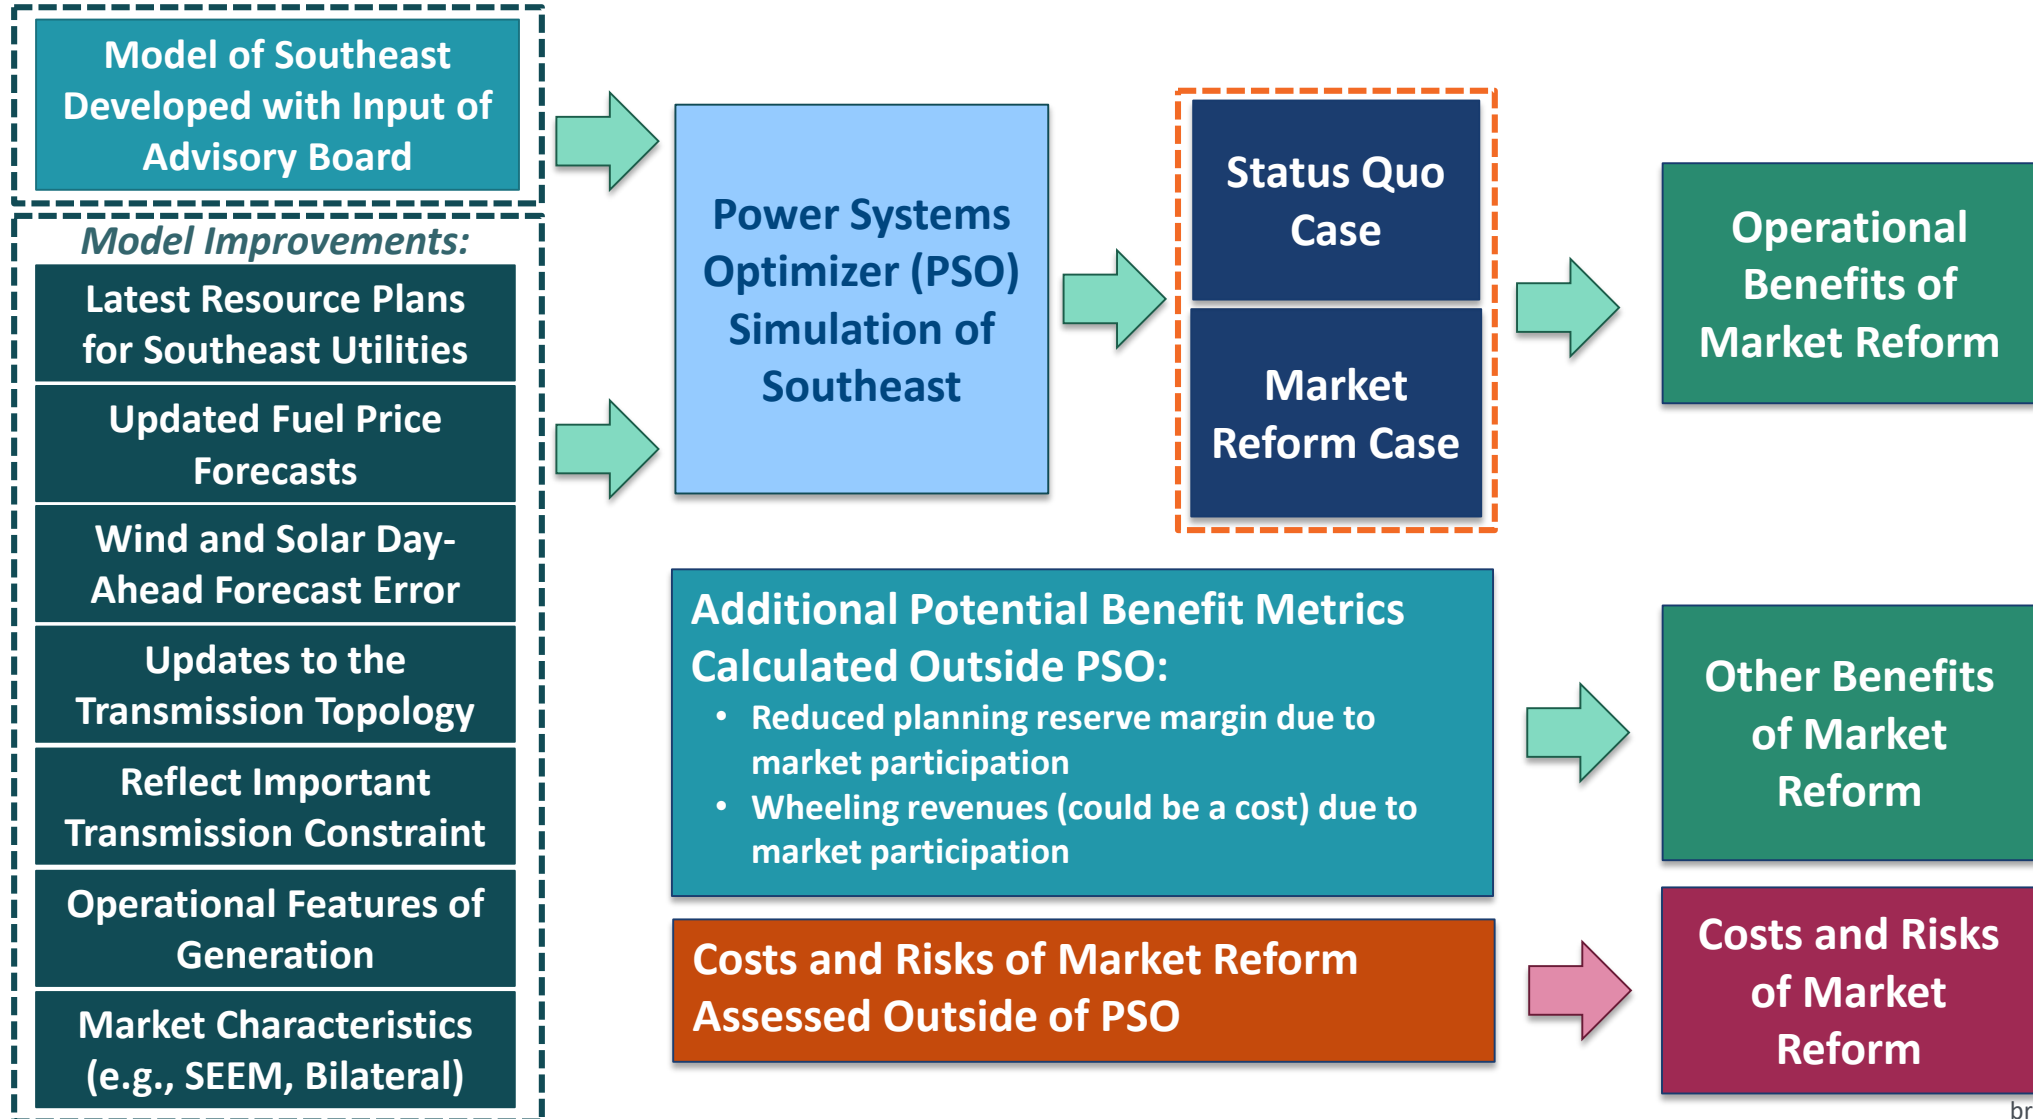 Model of Southeast
Developed with Input of
Advisory Board
Model Improvements:
Latest Resource Plans
for Southeast Utilities
Updated Fuel Price
Forecasts
Wind and Solar Day-
Ahead Forecast Error
Updates to the
Transmission Topology
Reflect Important
Transmission Constraint
Operational Features of
Generation
Market Characteristics
(e.g., SEEM, Bilateral)
Power Systems
Optimizer (PSO)
Simulation of
Southeast
Status Quo
Case
Market
Reform Case
Operational
Benefits of
Market Reform
Additional Potential Benefit Metrics
Calculated Outside PSO:
• Reduced planning reserve margin due to
market participation
• Wheeling revenues (could be a cost) due to
market participation
Other Benefits
of Market
Reform
Costs and Risks of Market Reform
Assessed Outside of PSO
Costs and Risks
of Market
Reform